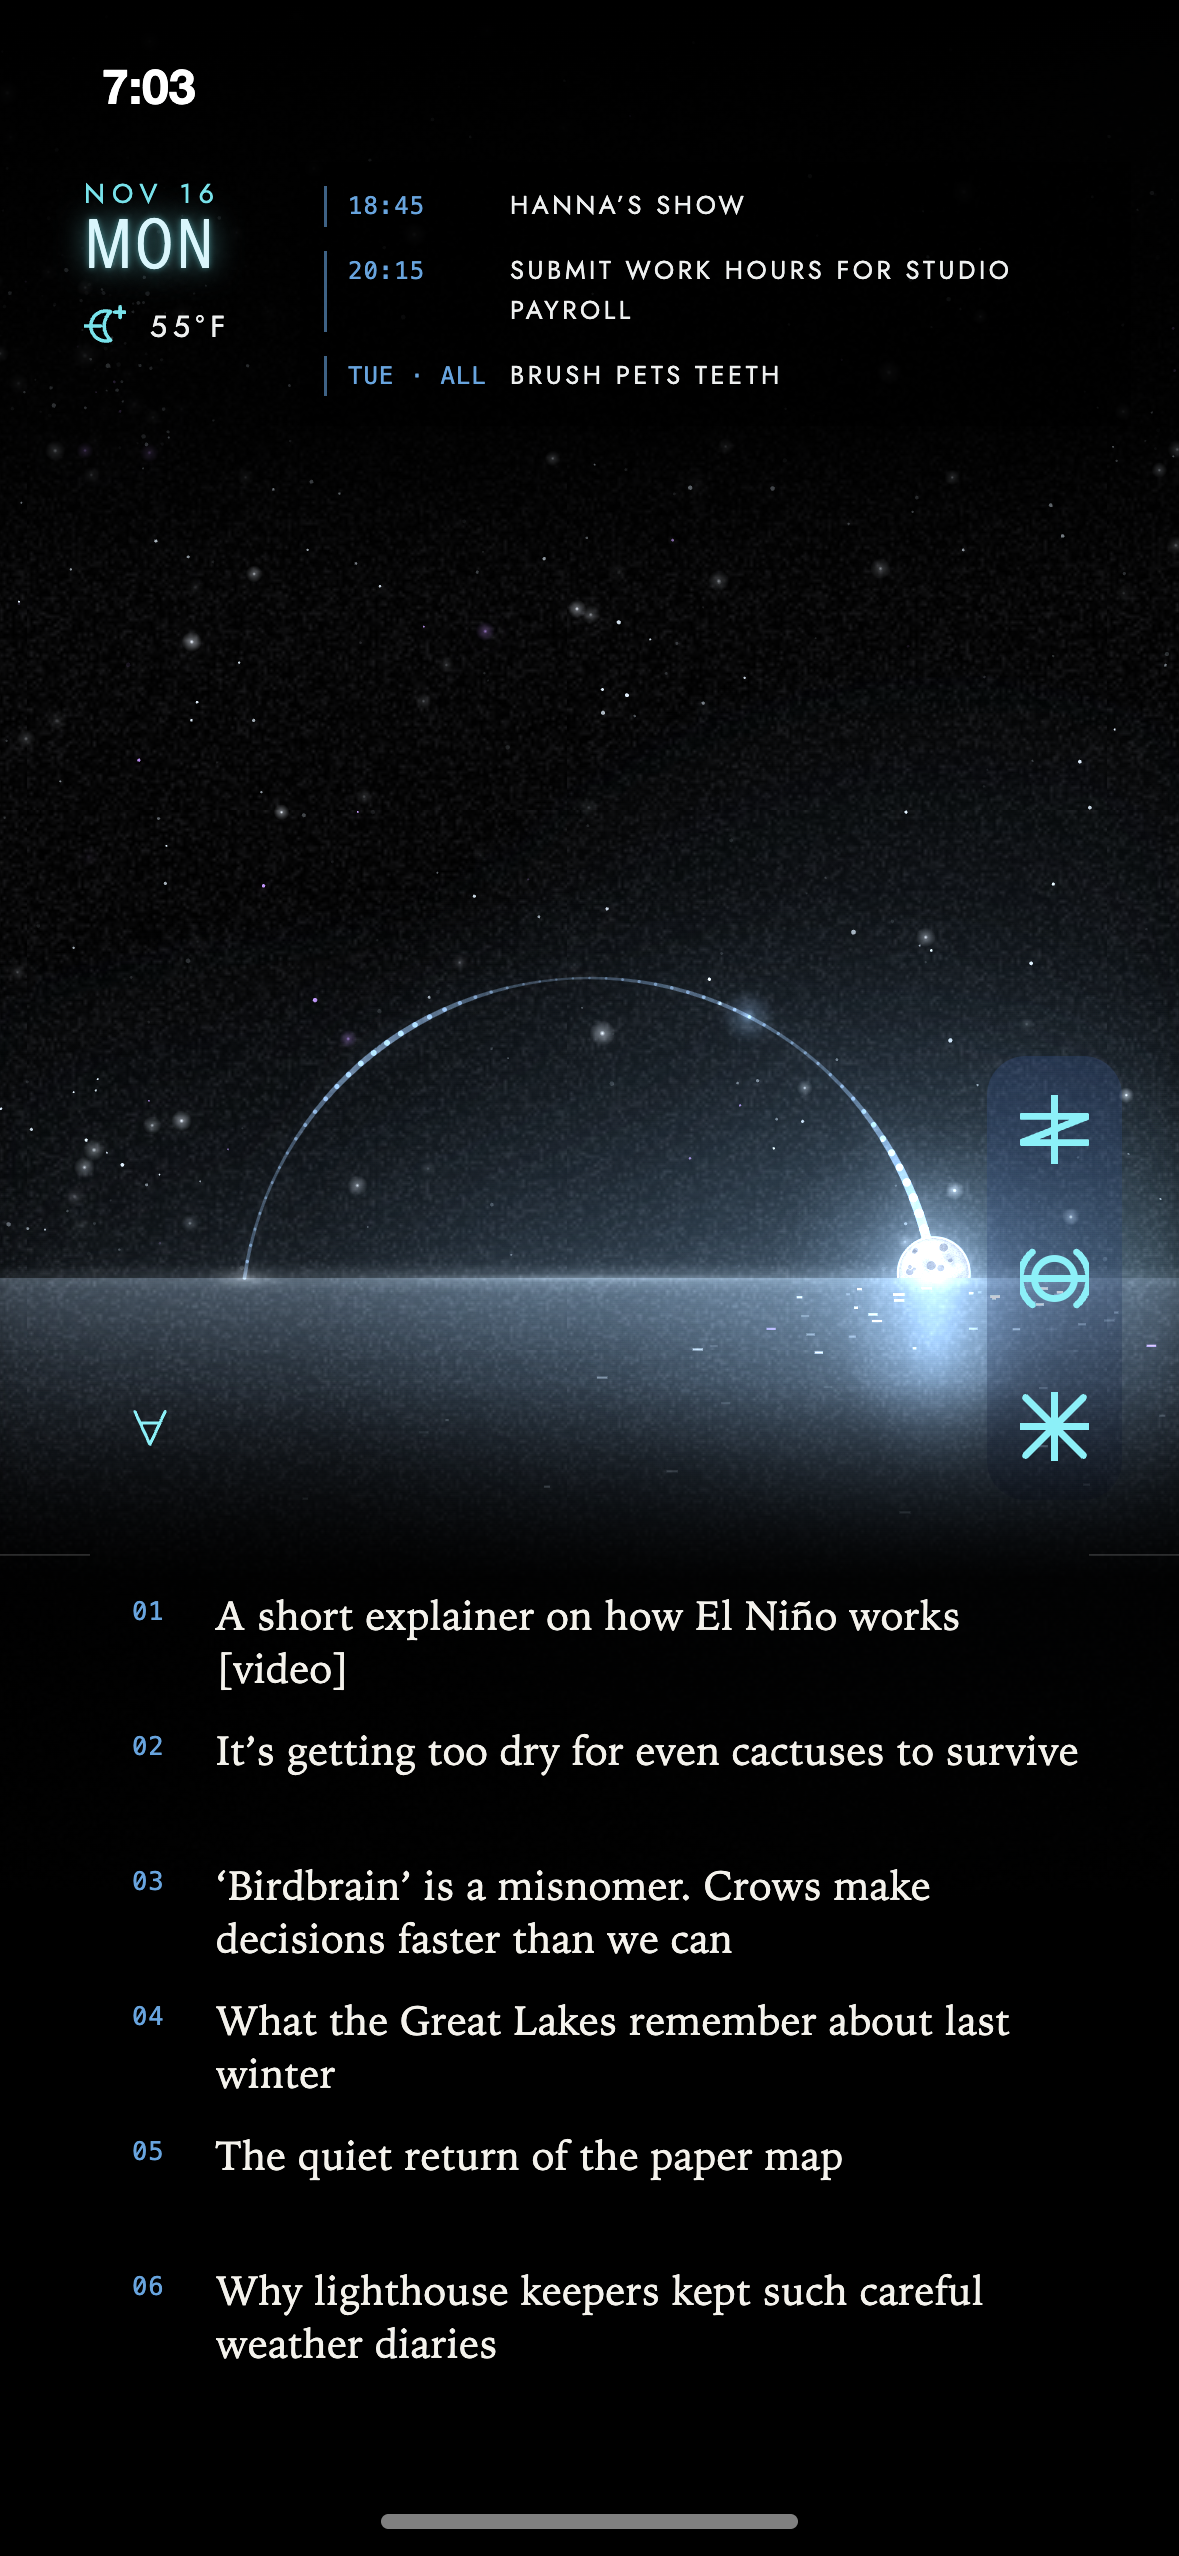 7:03
NOV 16
MON
55°F
18:45 HANNA’S SHOW
20:15 SUBMIT WORK HOURS FOR STUDIO
PAYROLL
TUE · ALL BRUSH PETS TEETH
∀
01 A short explainer on how El Niño works
[video]
02 It’s getting too dry for even cactuses to survive
03 ‘Birdbrain’ is a misnomer. Crows make
decisions faster than we can
04 What the Great Lakes remember about last
winter
05 The quiet return of the paper map
06 Why lighthouse keepers kept such careful
weather diaries